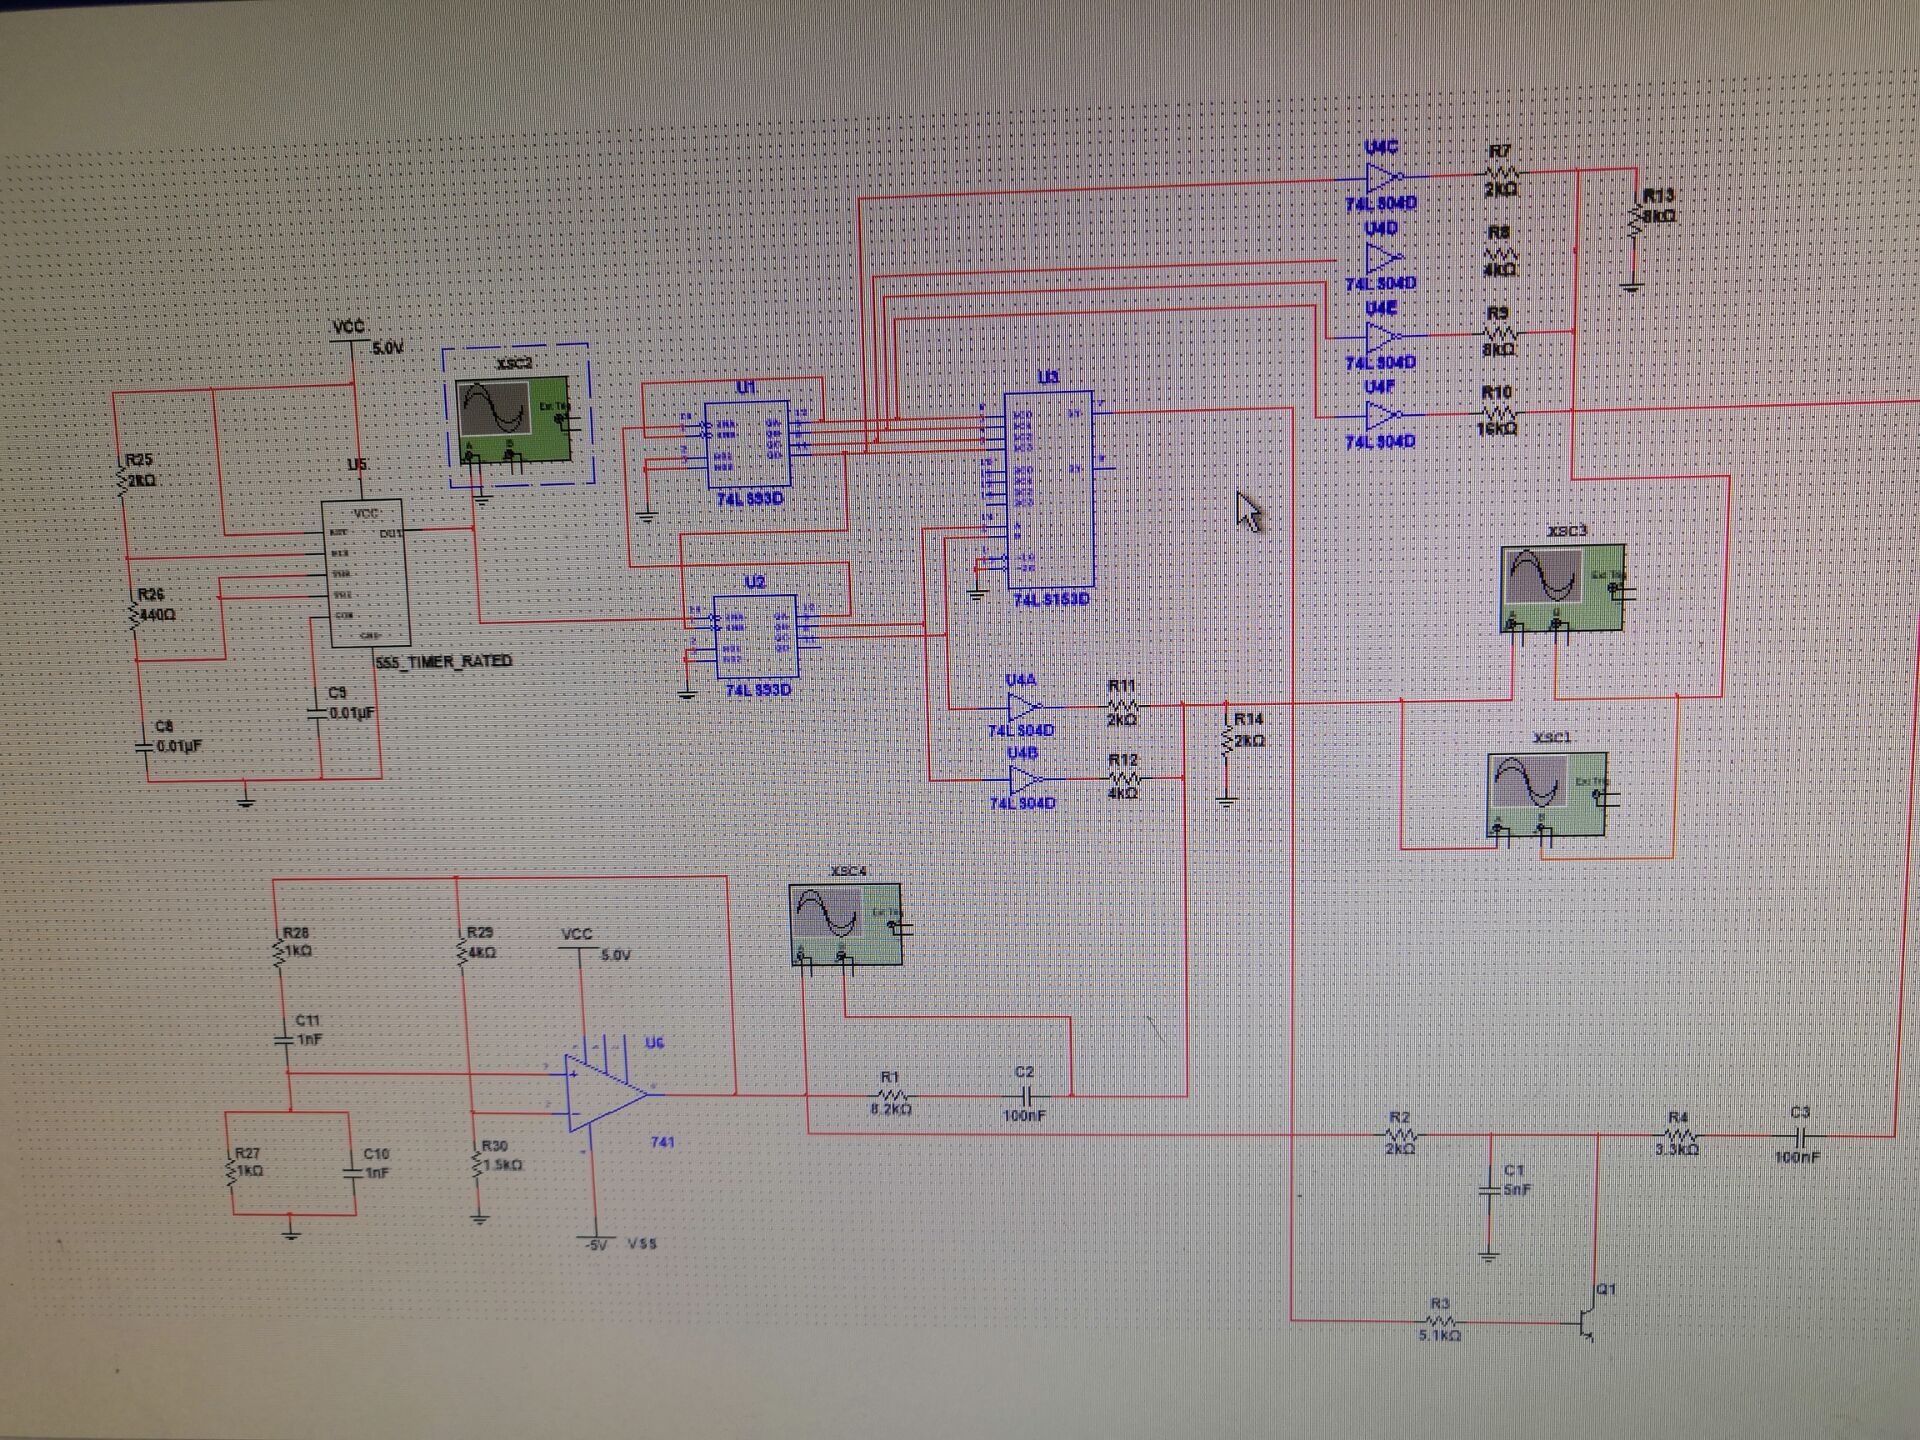 U4C
R7
74LS04D
2kΩ
R13
8kΩ
U4D
R8
74LS04D
4kΩ
U4E
R9
74LS04D
8kΩ
U4F
R10
74LS04D
16kΩ
VCC
5.0V
XSC2
Ext Trig
A
B
U1
74LS93D
U3
74LS153D
R25
2kΩ
U5
VCC
RST
OUT
DIS
THR
TRI
CON
GND
555_TIMER_RATED
R26
440Ω
C9
0.01µF
C8
0.01µF
U2
74LS93D
XSC3
Ext Trig
U4A
R11
74LS04D
2kΩ
R14
2kΩ
U4B
R12
74LS04D
4kΩ
XSC1
Ext Trig
XSC4
R28
1kΩ
R29
4kΩ
VCC
5.0V
C11
1nF
U6
741
R1
8.2kΩ
C2
100nF
R27
1kΩ
C10
1nF
R30
1.5kΩ
-5V VSS
R2
2kΩ
C1
5nF
R4
3.3kΩ
C3
100nF
R3
5.1kΩ
Q1